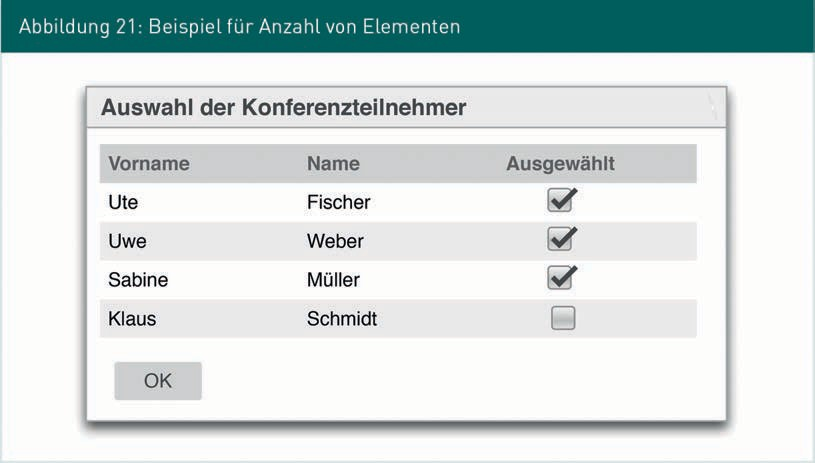 Abbildung 21: Beispiel für Anzahl von Elementen
Auswahl der Konferenzteilnehmer
Vorname Name Ausgewählt
Ute Fischer
Uwe Weber
Sabine Müller
Klaus Schmidt
OK